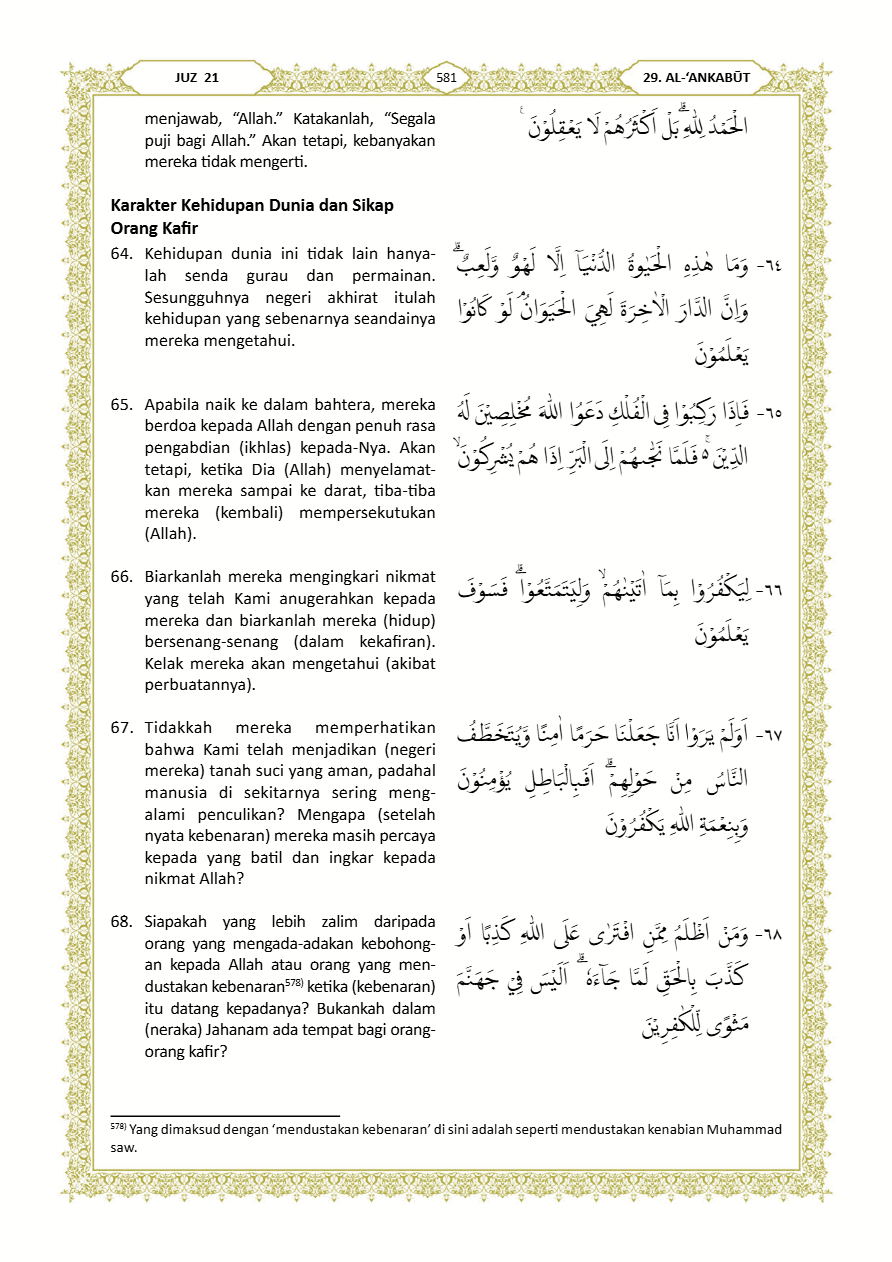 JUZ 21
581
29. AL-‘ANKABŪT
menjawab, “Allah.” Katakanlah, “Segala
puji bagi Allah.” Akan tetapi, kebanyakan
mereka tidak mengerti.
الْحَمْدُ لِلّٰهِ ۗبَلْ اَكْثَرُهُمْ لَا يَعْقِلُوْنَ ࣖ
Karakter Kehidupan Dunia dan Sikap
Orang Kafir
64. Kehidupan dunia ini tidak lain hanya-
lah senda gurau dan permainan.
Sesungguhnya negeri akhirat itulah
kehidupan yang sebenarnya seandainya
mereka mengetahui.
٦٤- وَمَا هٰذِهِ الْحَيٰوةُ الدُّنْيَآ اِلَّا لَهْوٌ وَّلَعِبٌۗ
وَاِنَّ الدَّارَ الْاٰخِرَةَ لَهِيَ الْحَيَوَانُۘ لَوْ كَانُوْا
يَعْلَمُوْنَ
65. Apabila naik ke dalam bahtera, mereka
berdoa kepada Allah dengan penuh rasa
pengabdian (ikhlas) kepada-Nya. Akan
tetapi, ketika Dia (Allah) menyelamat-
kan mereka sampai ke darat, tiba-tiba
mereka (kembali) mempersekutukan
(Allah).
٦٥- فَاِذَا رَكِبُوْا فِى الْفُلْكِ دَعَوُا اللّٰهَ مُخْلِصِيْنَ لَهُ
الدِّيْنَ ەۚ فَلَمَّا نَجّٰىهُمْ اِلَى الْبَرِّ اِذَا هُمْ يُشْرِكُوْنَۙ
66. Biarkanlah mereka mengingkari nikmat
yang telah Kami anugerahkan kepada
mereka dan biarkanlah mereka (hidup)
bersenang-senang (dalam kekafiran).
Kelak mereka akan mengetahui (akibat
perbuatannya).
٦٦- لِيَكْفُرُوْا بِمَآ اٰتَيْنٰهُمْۙ وَلِيَتَمَتَّعُوْاۗ فَسَوْفَ
يَعْلَمُوْنَ
67. Tidakkah mereka memperhatikan
bahwa Kami telah menjadikan (negeri
mereka) tanah suci yang aman, padahal
manusia di sekitarnya sering meng-
alami penculikan? Mengapa (setelah
nyata kebenaran) mereka masih percaya
kepada yang batil dan ingkar kepada
nikmat Allah?
٦٧- اَوَلَمْ يَرَوْا اَنَّا جَعَلْنَا حَرَمًا اٰمِنًا وَّيُتَخَطَّفُ
النَّاسُ مِنْ حَوْلِهِمْۗ اَفَبِالْبَاطِلِ يُؤْمِنُوْنَ
وَبِنِعْمَةِ اللّٰهِ يَكْفُرُوْنَ
68. Siapakah yang lebih zalim daripada
orang yang mengada-adakan kebohong-
an kepada Allah atau orang yang men-
dustakan kebenaran⁵⁷⁸⁾ ketika (kebenaran)
itu datang kepadanya? Bukankah dalam
(neraka) Jahanam ada tempat bagi orang-
orang kafir?
٦٨- وَمَنْ اَظْلَمُ مِمَّنِ افْتَرٰى عَلَى اللّٰهِ كَذِبًا اَوْ
كَذَّبَ بِالْحَقِّ لَمَّا جَاۤءَهٗ ۗ اَلَيْسَ فِيْ جَهَنَّمَ
مَثْوًى لِّلْكٰفِرِيْنَ
⁵⁷⁸⁾ Yang dimaksud dengan ‘mendustakan kebenaran’ di sini adalah seperti mendustakan kenabian Muhammad
saw.